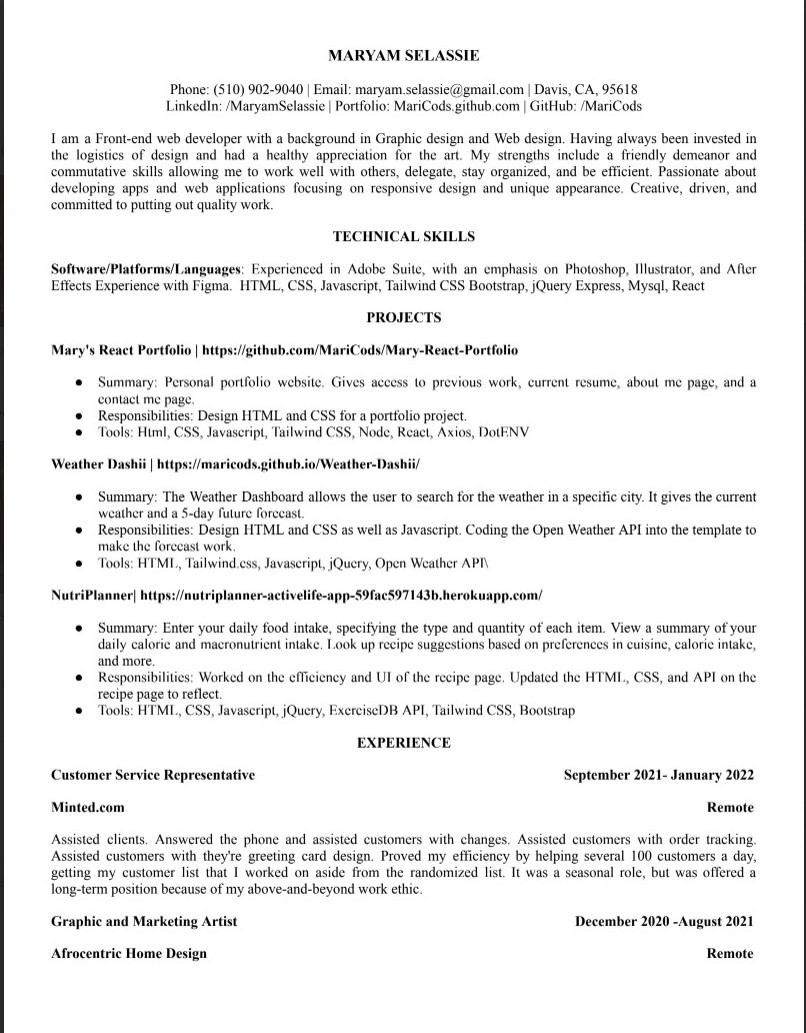 MARYAM SELASSIE
Phone: (510) 902-9040 | Email: maryam.selassie@gmail.com | Davis, CA, 95618
LinkedIn: /MaryamSelassie | Portfolio: MariCods.github.com | GitHub: /MariCods
I am a Front-end web developer with a background in Graphic design and Web design. Having always been invested in
the logistics of design and had a healthy appreciation for the art. My strengths include a friendly demeanor and
commutative skills allowing me to work well with others, delegate, stay organized, and be efficient. Passionate about
developing apps and web applications focusing on responsive design and unique appearance. Creative, driven, and
committed to putting out quality work.
TECHNICAL SKILLS
Software/Platforms/Languages: Experienced in Adobe Suite, with an emphasis on Photoshop, Illustrator, and After
Effects Experience with Figma. HTML, CSS, Javascript, Tailwind CSS Bootstrap, jQuery Express, Mysql, React
PROJECTS
Mary's React Portfolio | https://github.com/MariCods/Mary-React-Portfolio
● Summary: Personal portfolio website. Gives access to previous work, current resume, about me page, and a
contact me page.
● Responsibilities: Design HTML and CSS for a portfolio project.
● Tools: Html, CSS, Javascript, Tailwind CSS, Node, React, Axios, DotENV
Weather Dashii | https://maricods.github.io/Weather-Dashii/
● Summary: The Weather Dashboard allows the user to search for the weather in a specific city. It gives the current
weather and a 5-day future forecast.
● Responsibilities: Design HTML and CSS as well as Javascript. Coding the Open Weather API into the template to
make the forecast work.
● Tools: HTML, Tailwind.css, Javascript, jQuery, Open Weather API\
NutriPlanner| https://nutriplanner-activelife-app-59fac597143b.herokuapp.com/
● Summary: Enter your daily food intake, specifying the type and quantity of each item. View a summary of your
daily caloric and macronutrient intake. Look up recipe suggestions based on preferences in cuisine, caloric intake,
and more.
● Responsibilities: Worked on the efficiency and UI of the recipe page. Updated the HTML, CSS, and API on the
recipe page to reflect.
● Tools: HTML, CSS, Javascript, jQuery, ExerciseDB API, Tailwind CSS, Bootstrap
EXPERIENCE
Customer Service Representative September 2021- January 2022
Minted.com Remote
Assisted clients. Answered the phone and assisted customers with changes. Assisted customers with order tracking.
Assisted customers with they're greeting card design. Proved my efficiency by helping several 100 customers a day,
getting my customer list that I worked on aside from the randomized list. It was a seasonal role, but was offered a
long-term position because of my above-and-beyond work ethic.
Graphic and Marketing Artist December 2020 -August 2021
Afrocentric Home Design Remote